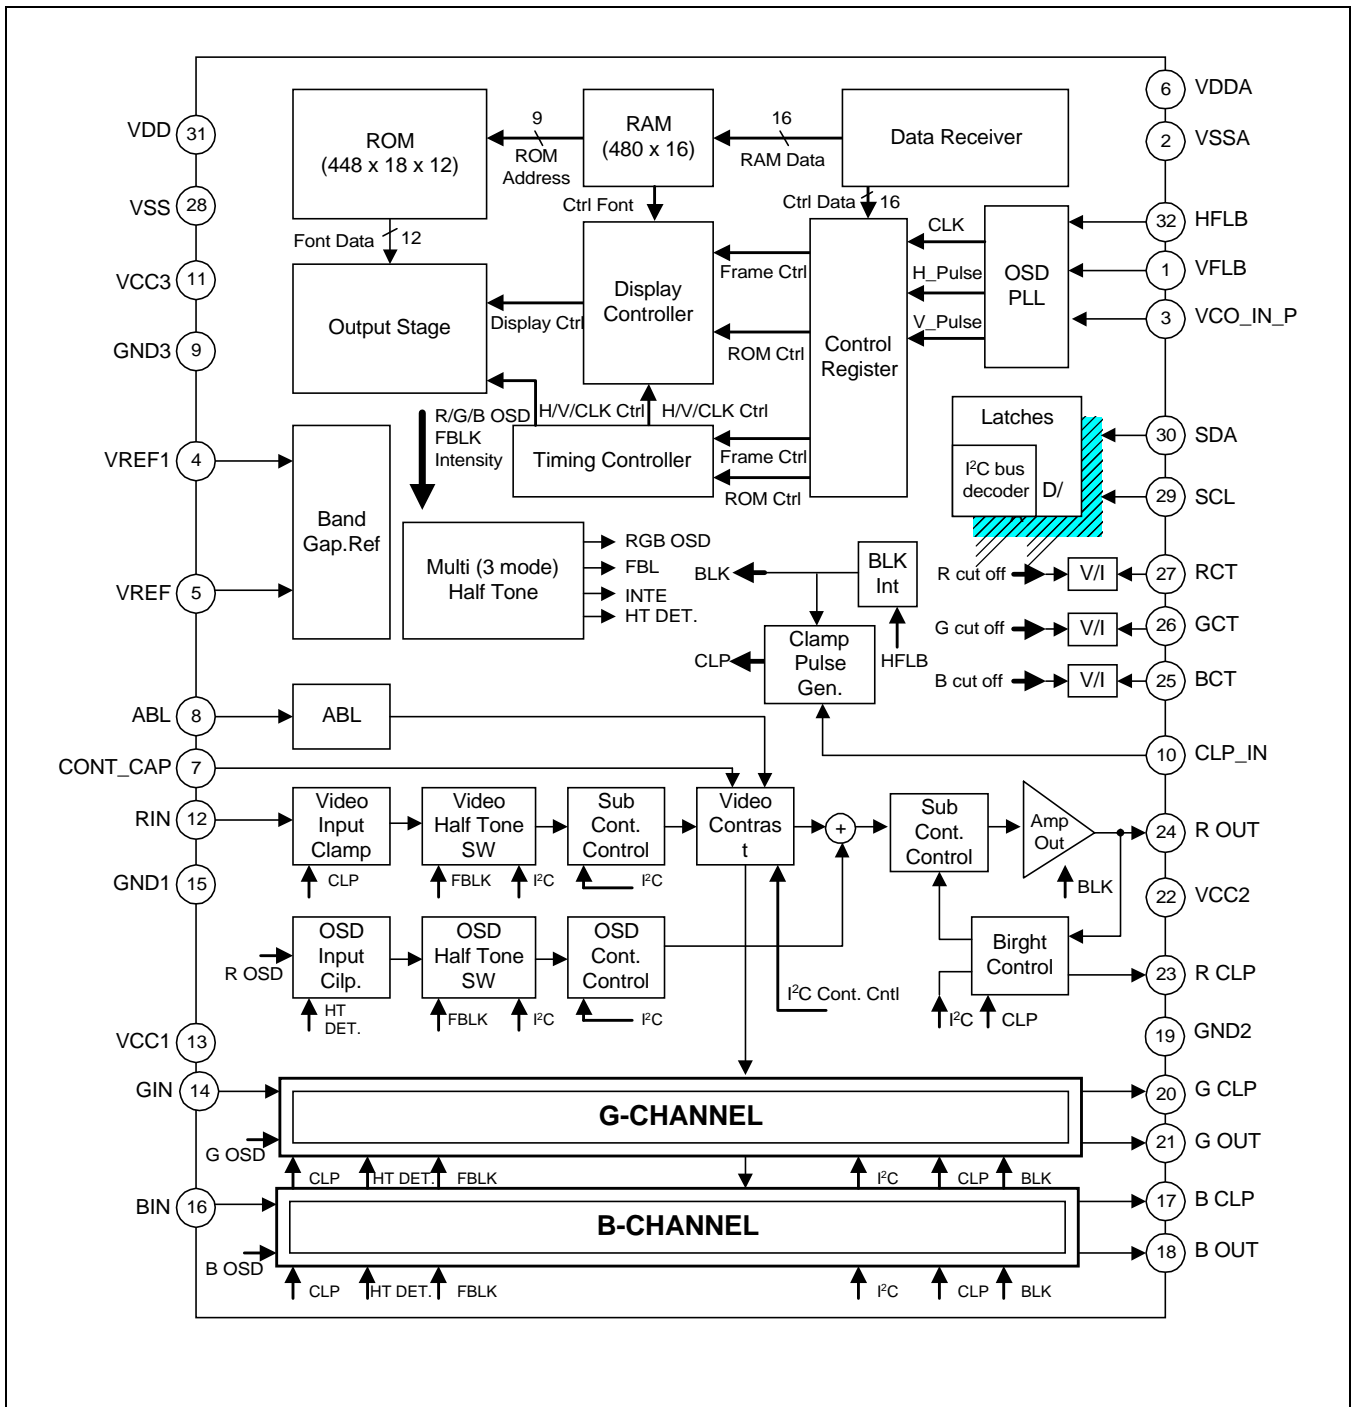 6 VDDA
VDD 31
ROM
(448 x 18 x 12)
9
ROM
Address
RAM
(480 x 16)
16
RAM Data
Data Receiver
2 VSSA
VSS 28
Font Data 12
Ctrl Font
Ctrl Data 16
CLK
H_Pulse
V_Pulse
OSD
PLL
32 HFLB
1 VFLB
3 VCO_IN_P
VCC3 11
GND3 9
Output Stage
Display Ctrl
Display
Controller
Frame Ctrl
ROM Ctrl
Control
Register
R/G/B OSD
FBLK
Intensity
H/V/CLK Ctrl
H/V/CLK Ctrl
Timing Controller
Frame Ctrl
ROM Ctrl
Latches
I²C bus
decoder
D/
30 SDA
29 SCL
VREF1 4
Band
Gap.Ref
VREF 5
Multi (3 mode)
Half Tone
RGB OSD
FBL
INTE
HT DET.
BLK
BLK
Int
HFLB
CLP
Clamp
Pulse
Gen.
R cut off V/I 27 RCT
G cut off V/I 26 GCT
B cut off V/I 25 BCT
ABL 8
ABL
CONT_CAP 7
10 CLP_IN
RIN 12
Video
Input
Clamp
CLP
Video
Half Tone
SW
FBLK
I²C
Sub
Cont.
Control
I²C
Video
Contras
t
+
Sub
Cont.
Control
Amp
Out
BLK
24 R OUT
GND1 15
22 VCC2
R OSD
OSD
Input
Cilp.
HT
DET.
OSD
Half Tone
SW
FBLK
I²C
OSD
Cont.
Control
I²C
I²C Cont. Cntl
Birght
Control
I²C
CLP
23 R CLP
VCC1 13
19 GND2
GIN 14
G-CHANNEL
20 G CLP
G OSD
21 G OUT
CLP HT DET. FBLK I²C CLP BLK
BIN 16
B-CHANNEL
17 B CLP
B OSD
18 B OUT
CLP HT DET. FBLK I²C CLP BLK